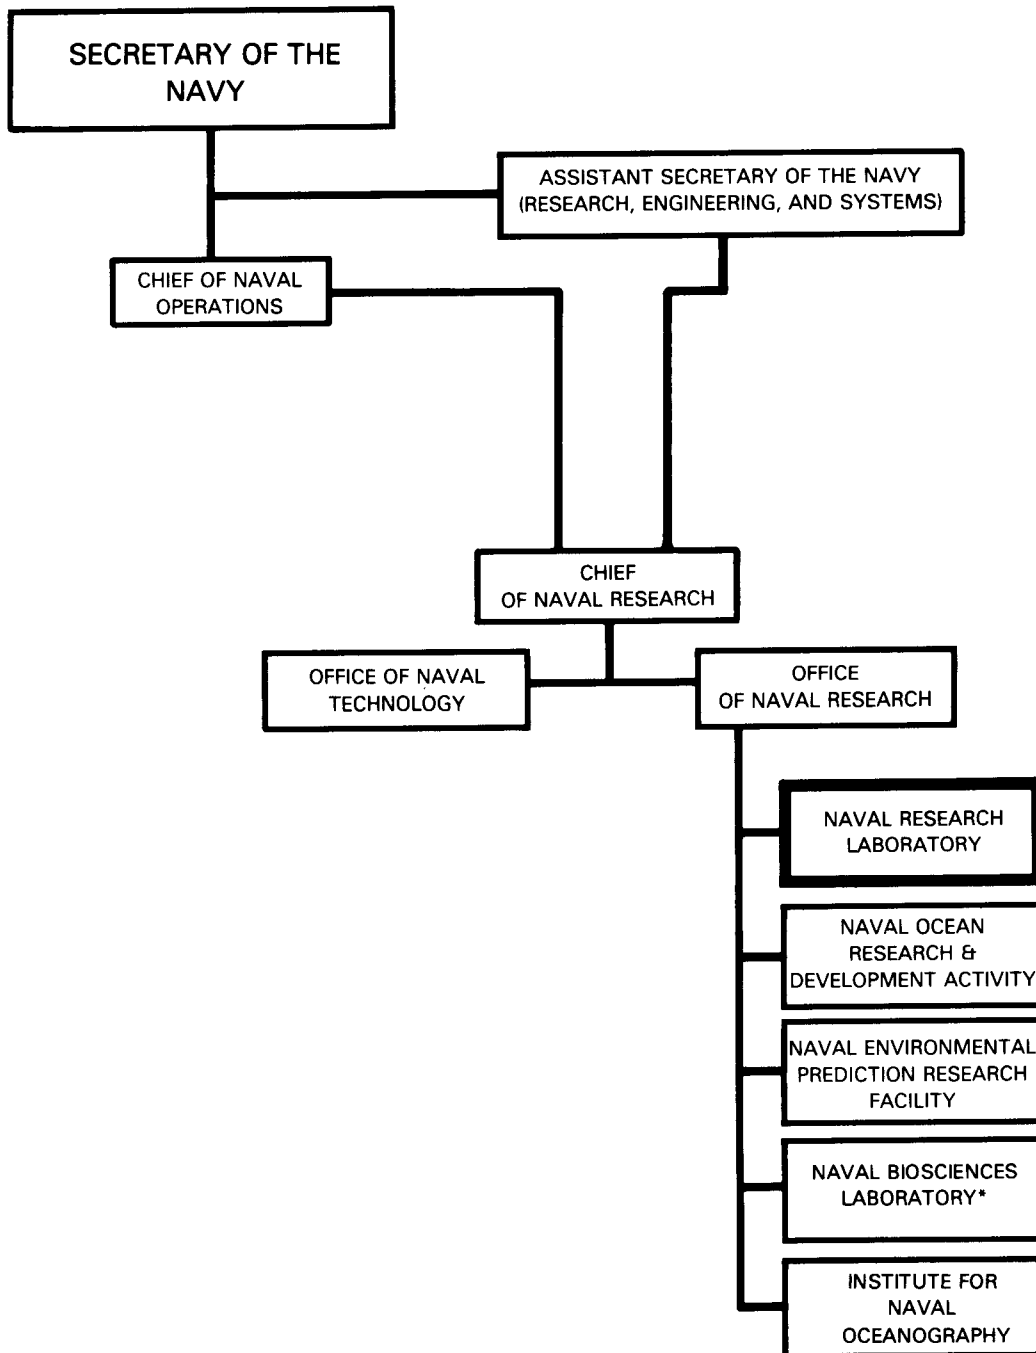 SECRETARY OF THE
NAVY
ASSISTANT SECRETARY OF THE NAVY
(RESEARCH, ENGINEERING, AND SYSTEMS)
CHIEF OF NAVAL
OPERATIONS
CHIEF
OF NAVAL RESEARCH
OFFICE OF NAVAL
TECHNOLOGY
OFFICE
OF NAVAL RESEARCH
NAVAL RESEARCH
LABORATORY
NAVAL OCEAN
RESEARCH &
DEVELOPMENT ACTIVITY
NAVAL ENVIRONMENTAL
PREDICTION RESEARCH
FACILITY
NAVAL BIOSCIENCES
LABORATORY*
INSTITUTE FOR
NAVAL
OCEANOGRAPHY